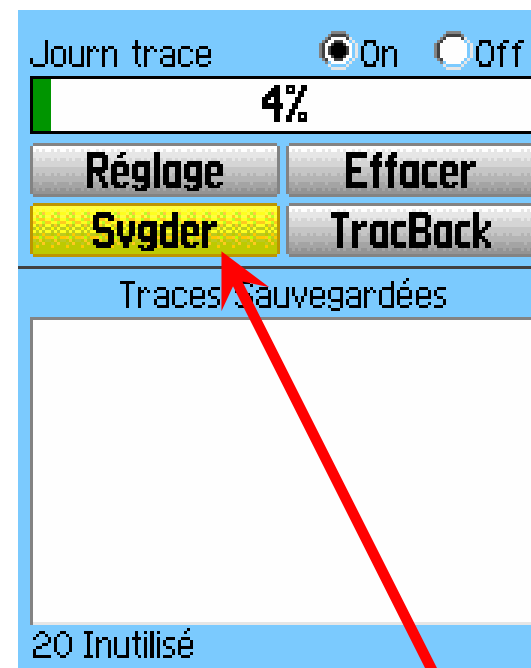 Journ trace On Off
4%
Réglage Effacer
Svgder TracBack
Traces Sauvegardées
20 Inutilisé